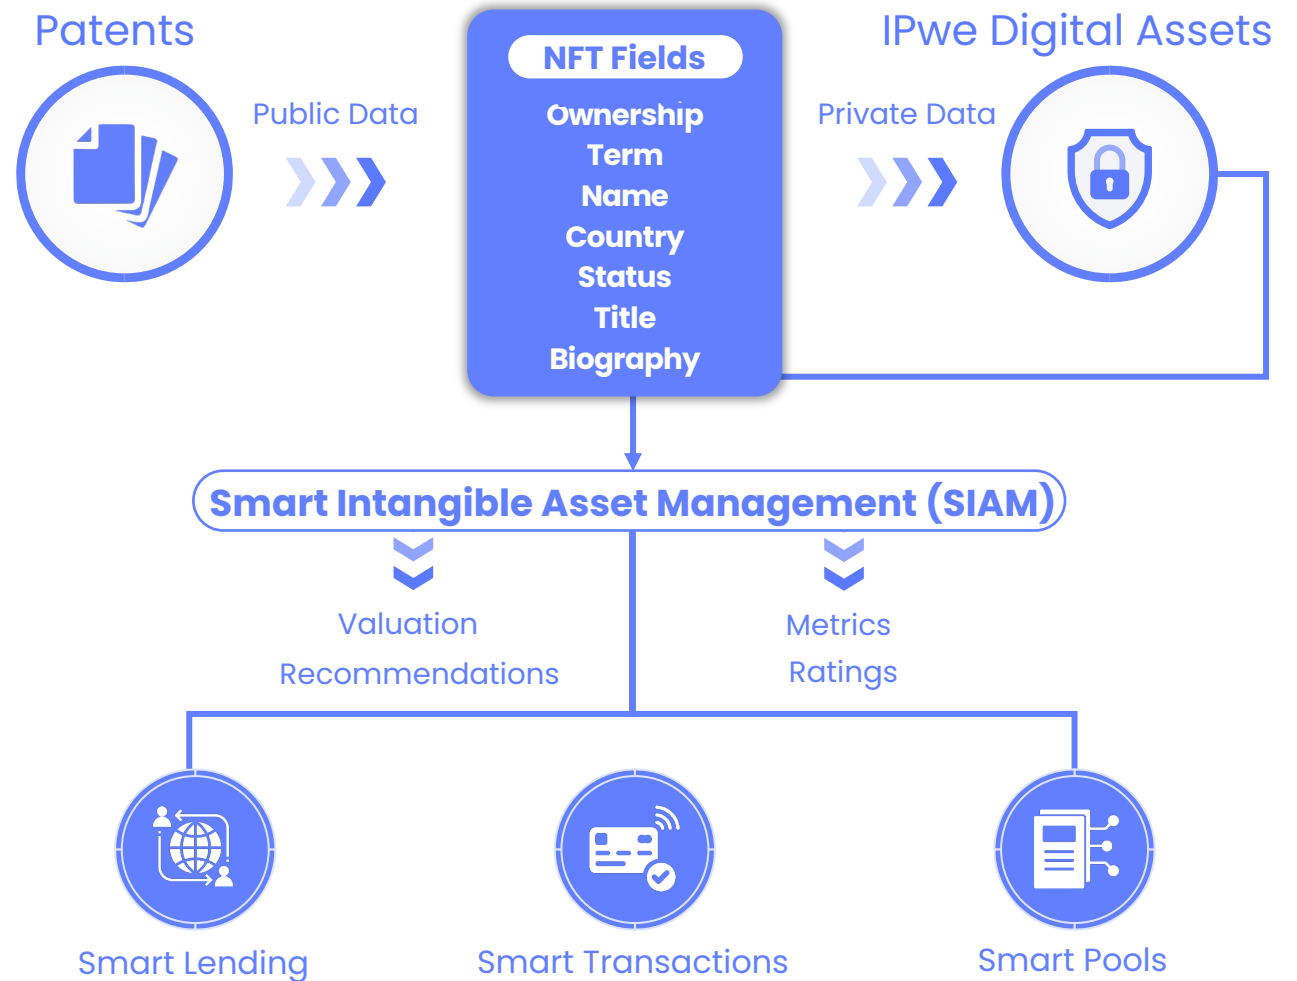 Patents
Public Data
NFT Fields
Ownership
Term
Name
Country
Status
Title
Biography
IPwe Digital Assets
Private Data
Smart Intangible Asset Management (SIAM)
Valuation
Recommendations
Metrics
Ratings
Smart Lending
Smart Transactions
Smart Pools